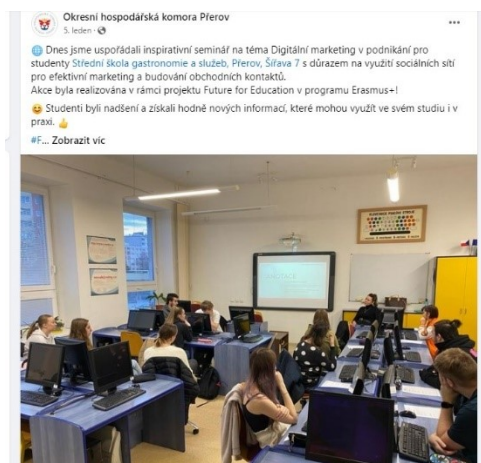 Okresní hospodářská komora Přerov
5. leden ·
Dnes jsme uspořádali inspirativní seminář na téma Digitální marketing v podnikání pro
studenty Střední škola gastronomie a služeb, Přerov, Šířava 7 s důrazem na využití sociálních sítí
pro efektivní marketing a budování obchodních kontaktů.
Akce byla realizována v rámci projektu Future for Education v programu Erasmus+!
Studenti byli nadšení a získali hodně nových informací, které mohou využít ve svém studiu i v
praxi.
#F... Zobrazit víc